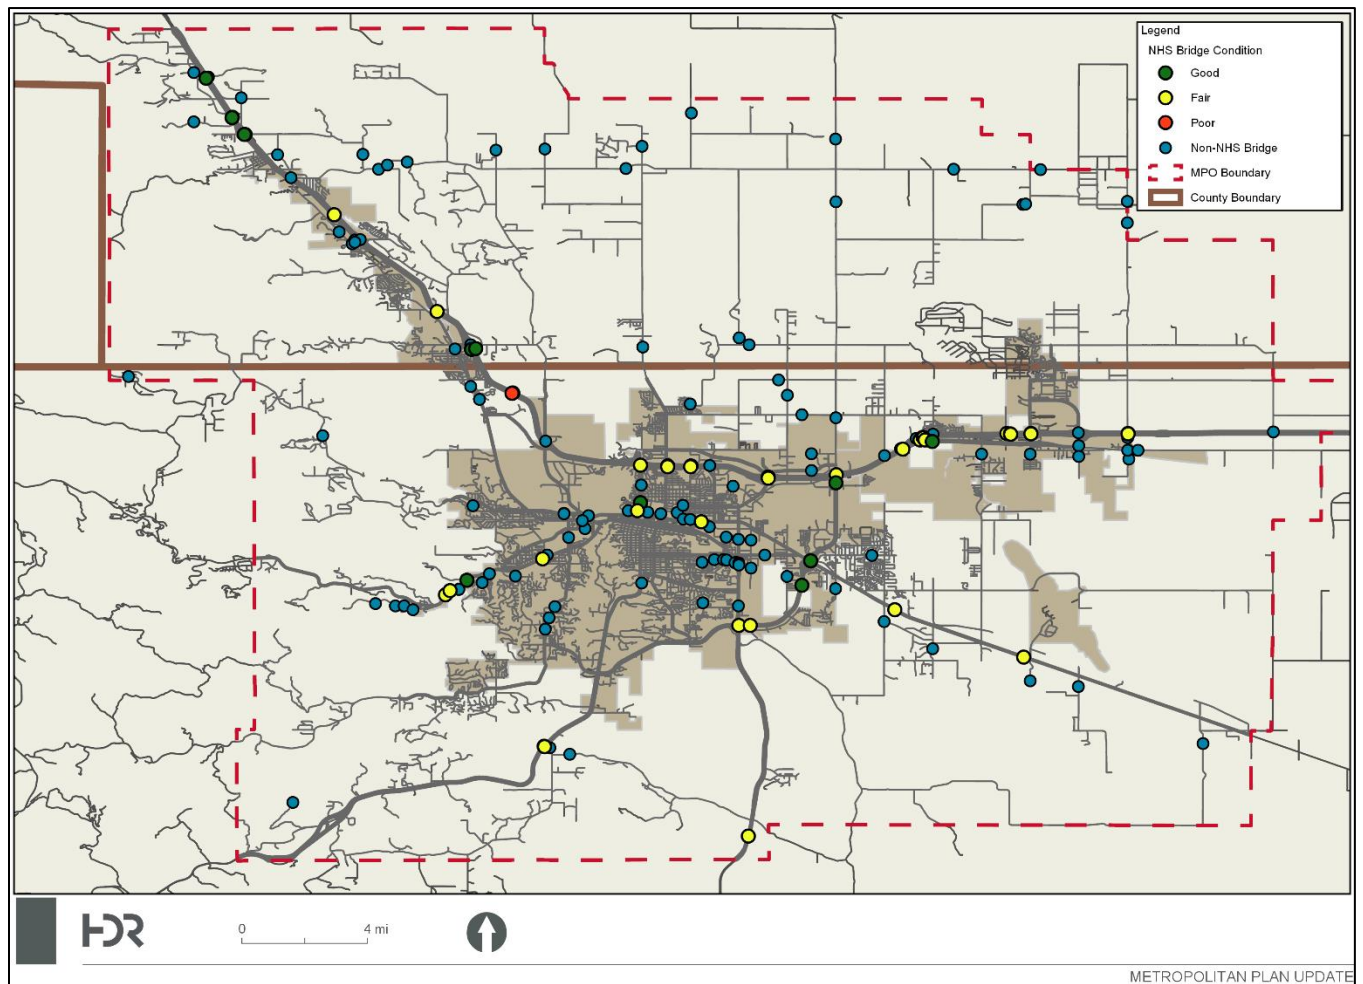 Legend
NHS Bridge Condition
Good
Fair
Poor
Non-NHS Bridge
MPO Boundary
County Boundary
HDR
0 4 mi
METROPOLITAN PLAN UPDATE